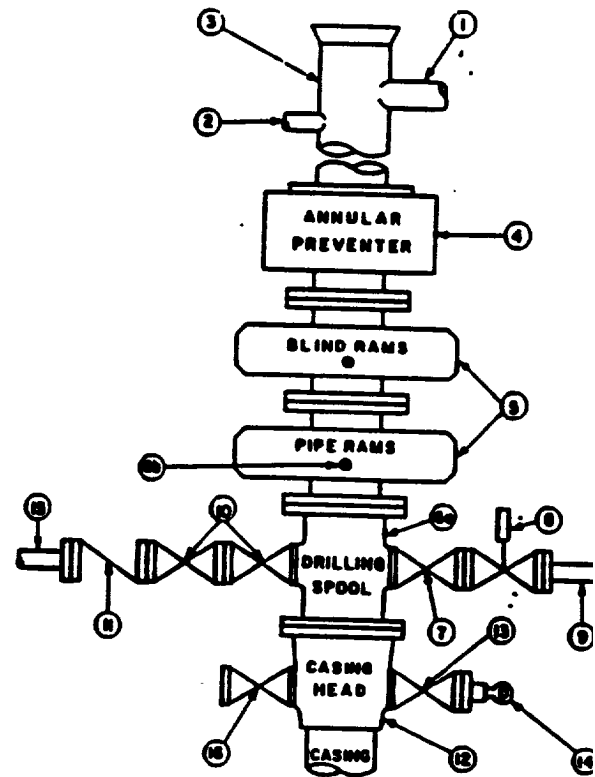 3
1
2
ANNULAR
PREVENTER
4
BLIND RAMS
5
PIPE RAMS
10
8
DRILLING
SPOOL
11
7
13
9
CASING
HEAD
12
14
CASING